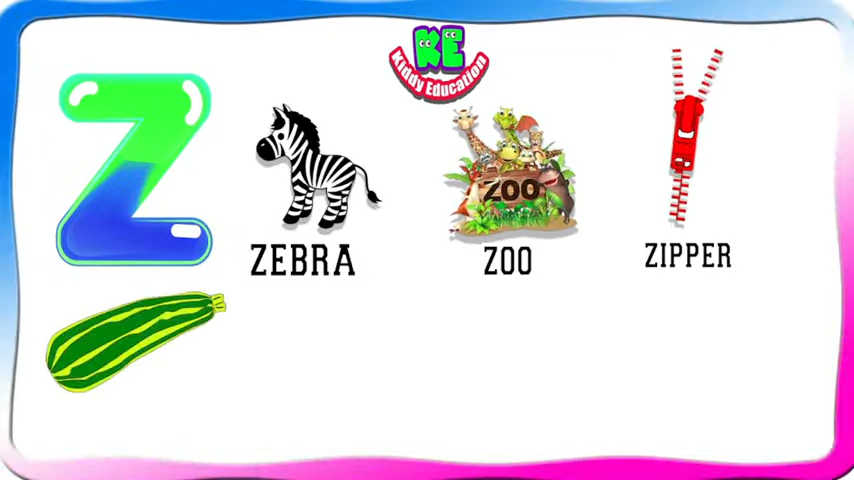 KE
Kiddy Education
Z
ZOO
ZEBRA
ZOO
ZIPPER